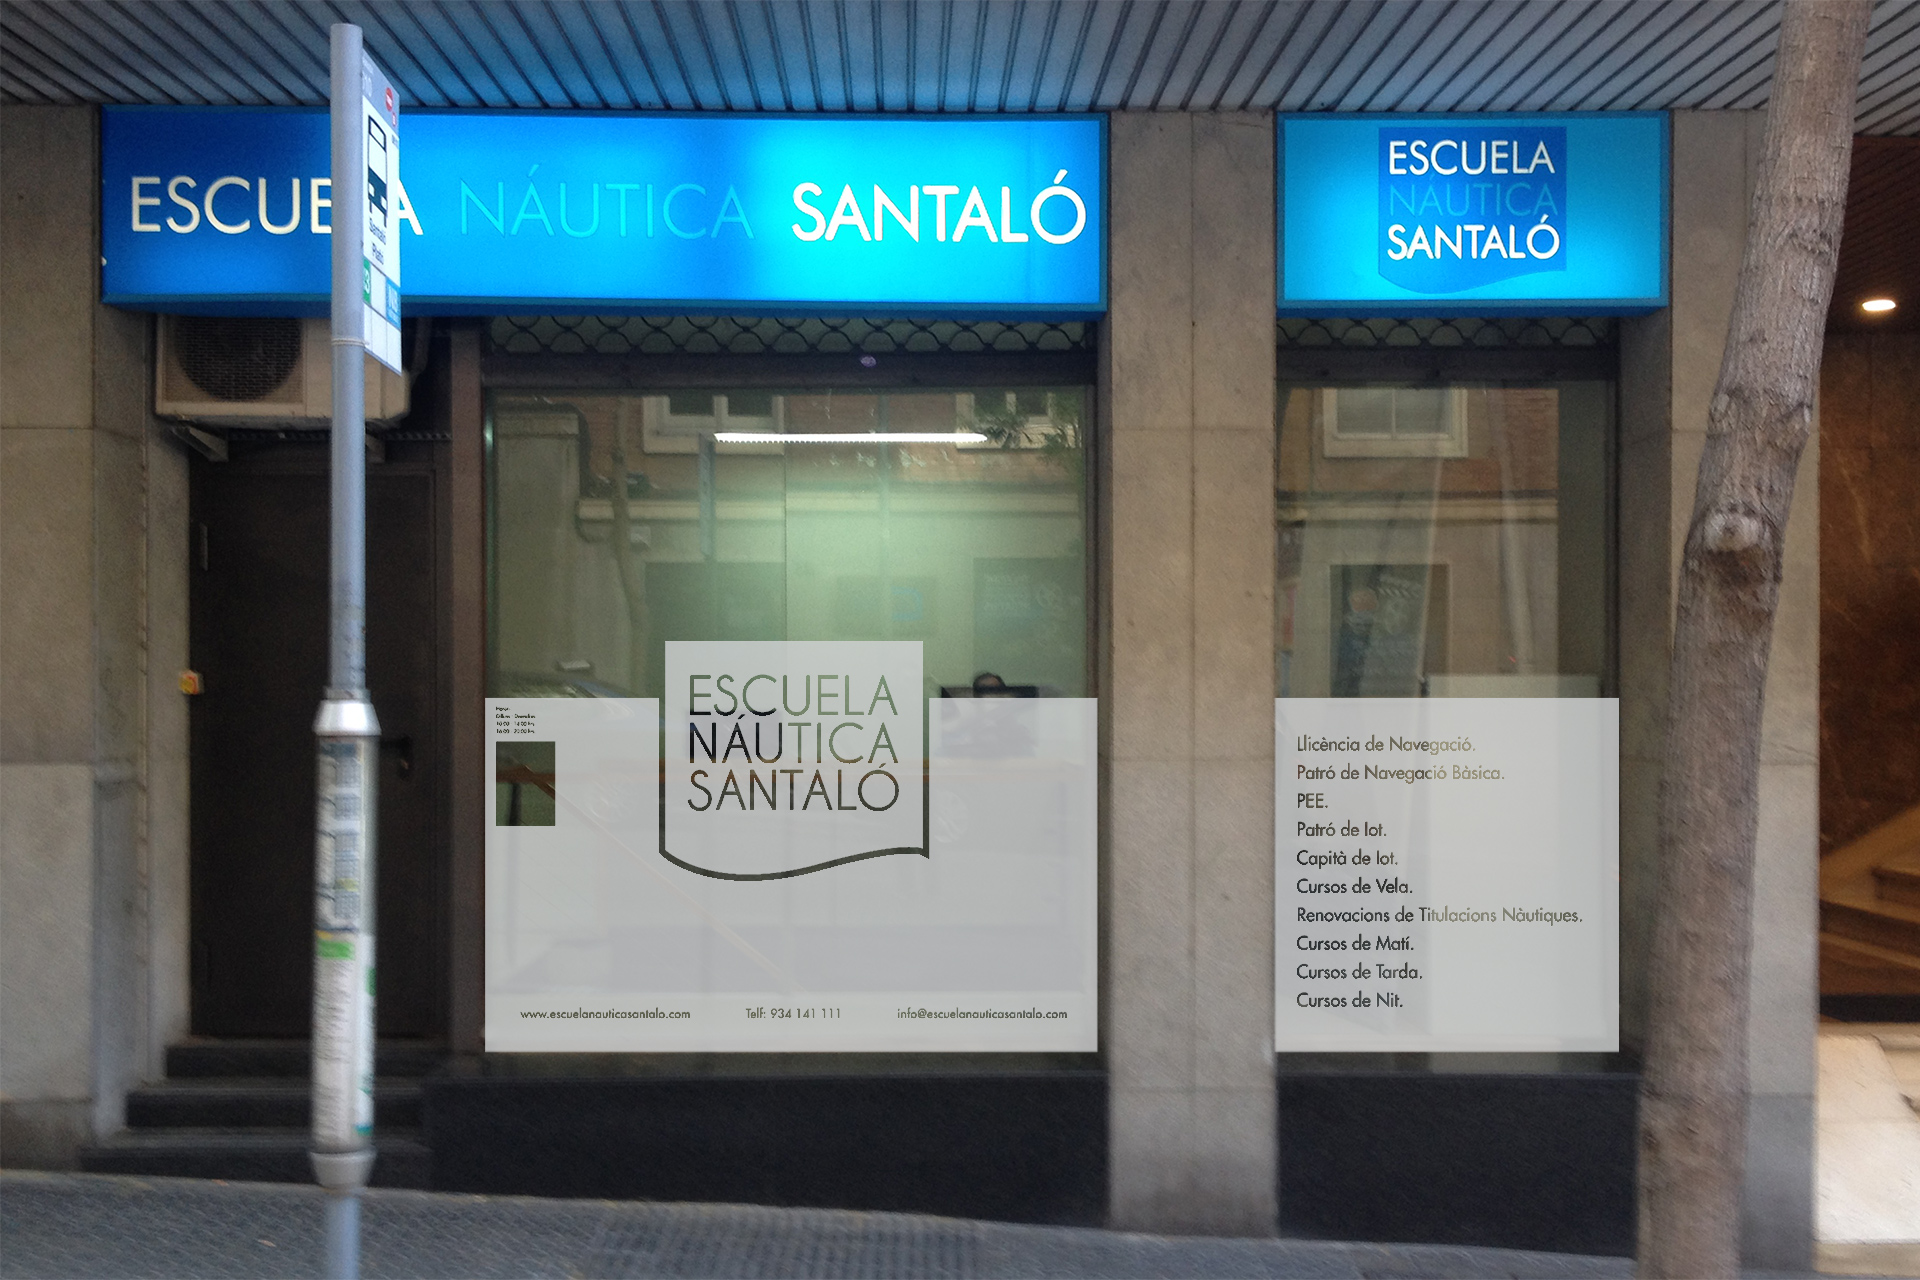 ESCUELA NÁUTICA SANTALÓ
ESCUELA
NÁUTICA
SANTALÓ
ESCUELA
NÁUTICA
SANTALÓ
www.escuelanauticasantalo.com Telf: 934 141 111 info@escuelanauticasantalo.com
Llicència de Navegació.
Patró de Navegació Bàsica.
PEE.
Patró de Iot.
Capità de Iot.
Cursos de Vela.
Renovacions de Titulacions Nàutiques.
Cursos de Matí.
Cursos de Tarda.
Cursos de Nit.